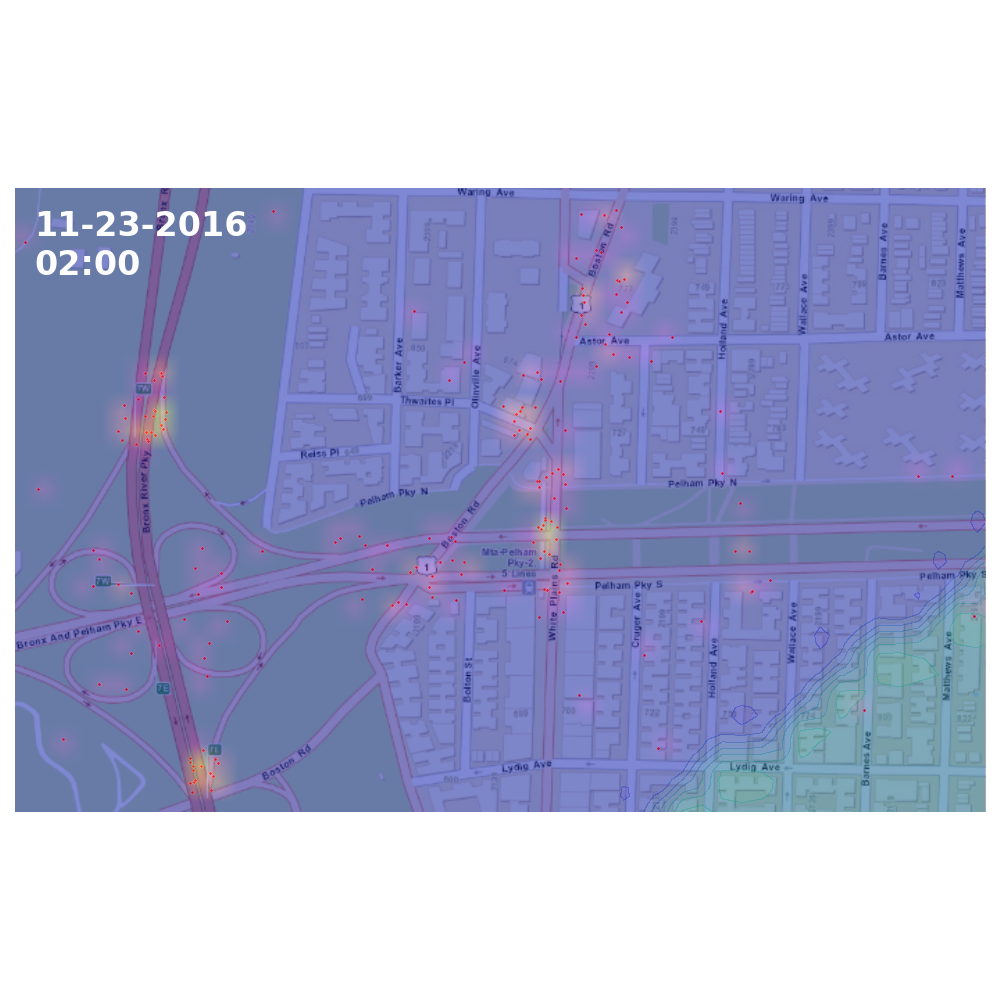 Waring Ave
Waring Ave
11-23-2016
02:00
Boston Rd
Barnes Ave
Matthews Ave
Wallace Ave
Holland Ave
1
Astor Ave
Astor Ave
Barker Ave
Olinville Ave
7W
Thwaites Pl
Reiss Pl
Bronx River Pky
Pelham Pky N
Pelham Pky N
Boston Rd
Mta-Pelham
Pky-2,
5 Lines
1
7W
Pelham Pky S
Pelham Pky S
White Plains Rd
Cruger Ave
Wallace Ave
Bronx And Pelham Pky E
Holland Ave
Matthews Ave
Bolton St
7E
7E
Boston Rd
Lydig Ave
Lydig Ave
Barnes Ave